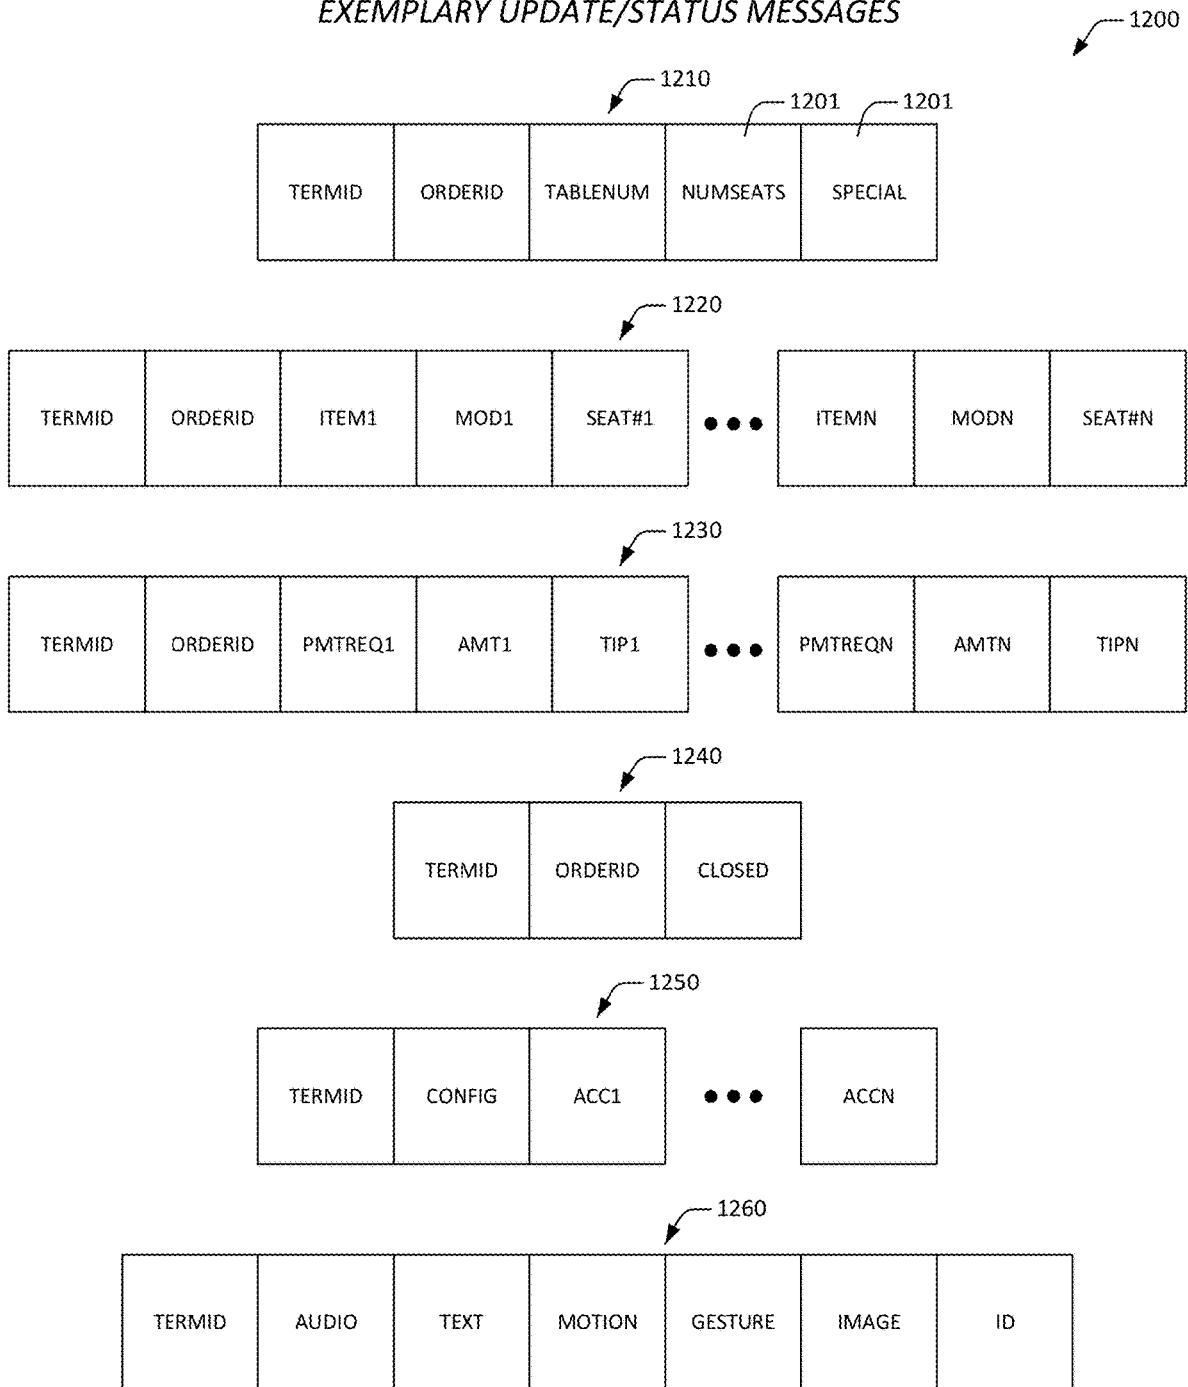 EXEMPLARY UPDATE/STATUS MESSAGES
1200
1210
1201 1201
TERMID ORDERID TABLENUM NUMSEATS SPECIAL
1220
TERMID ORDERID ITEM1 MOD1 SEAT#1 ●●● ITEMN MODN SEAT#N
1230
TERMID ORDERID PMTREQ1 AMT1 TIP1 ●●● PMTREQN AMTN TIPN
1240
TERMID ORDERID CLOSED
1250
TERMID CONFIG ACC1 ●●● ACCN
1260
TERMID AUDIO TEXT MOTION GESTURE IMAGE ID